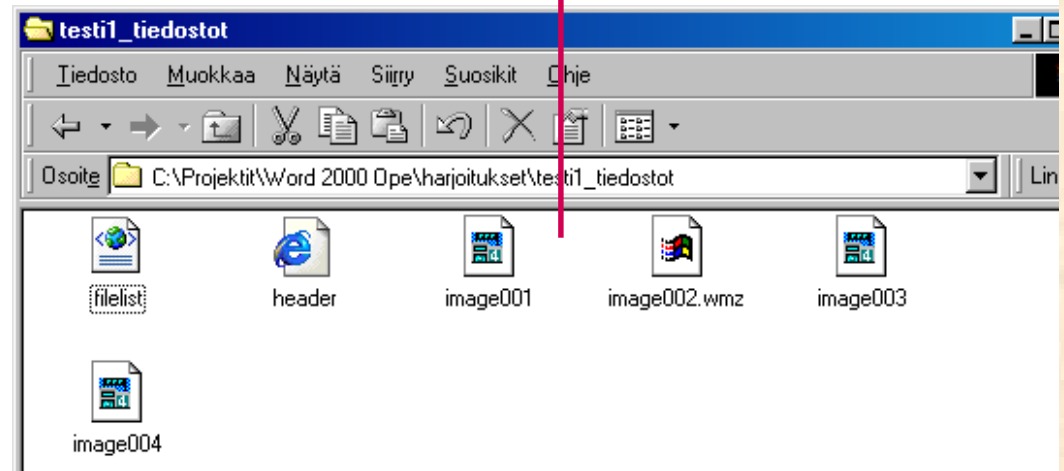 testi1_tiedostot
Tiedosto Muokkaa Näytä Siirry Suosikit Ohje
Osoite C:\Projektit\Word 2000 Ope\harjoitukset\testi1_tiedostot Lin
filelist header image001 image002.wmz image003
image004